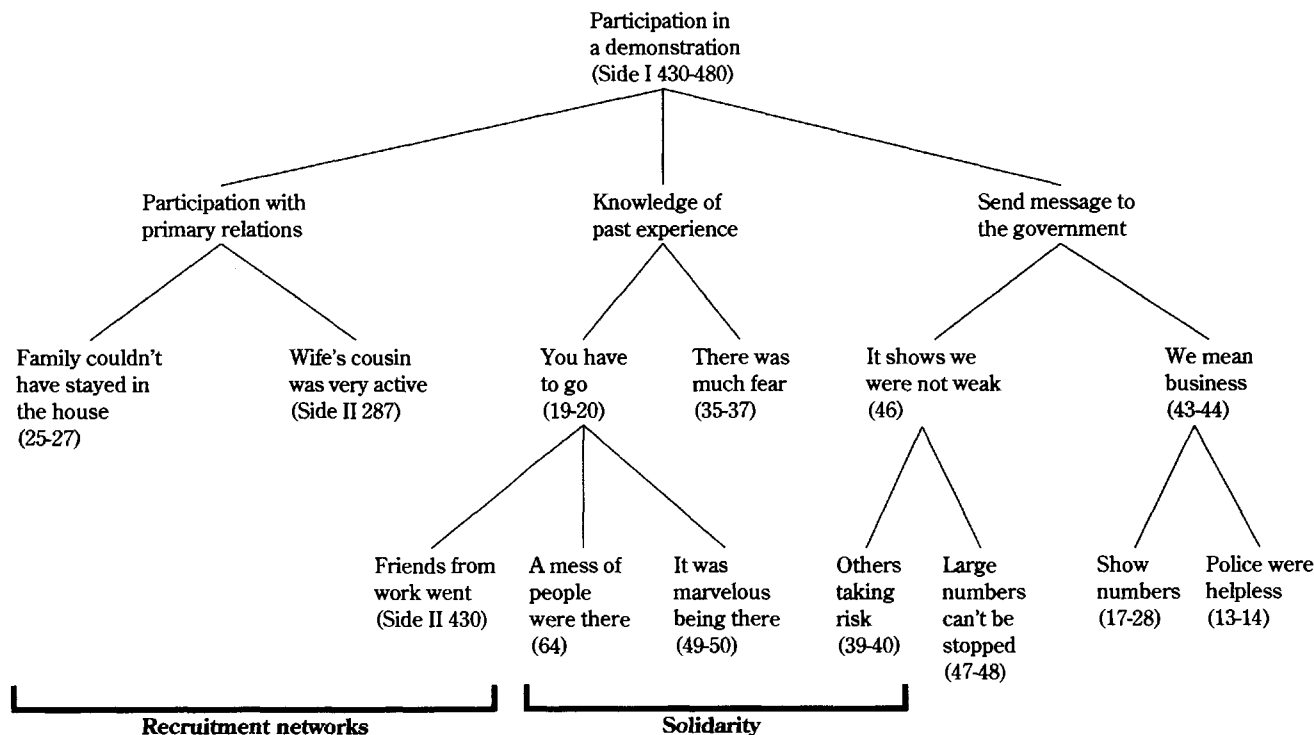 Participation in
a demonstration
(Side I 430-480)
Participation with
primary relations
Knowledge of
past experience
Send message to
the government
Family couldn't
have stayed in
the house
(25-27)
Wife's cousin
was very active
(Side II 287)
You have
to go
(19-20)
There was
much fear
(35-37)
It shows we
were not weak
(46)
We mean
business
(43-44)
Friends from
work went
(Side II 430)
A mess of
people
were there
(64)
It was
marvelous
being there
(49-50)
Others
taking
risk
(39-40)
Large
numbers
can't be
stopped
(47-48)
Show
numbers
(17-28)
Police were
helpless
(13-14)
Recruitment networks
Solidarity